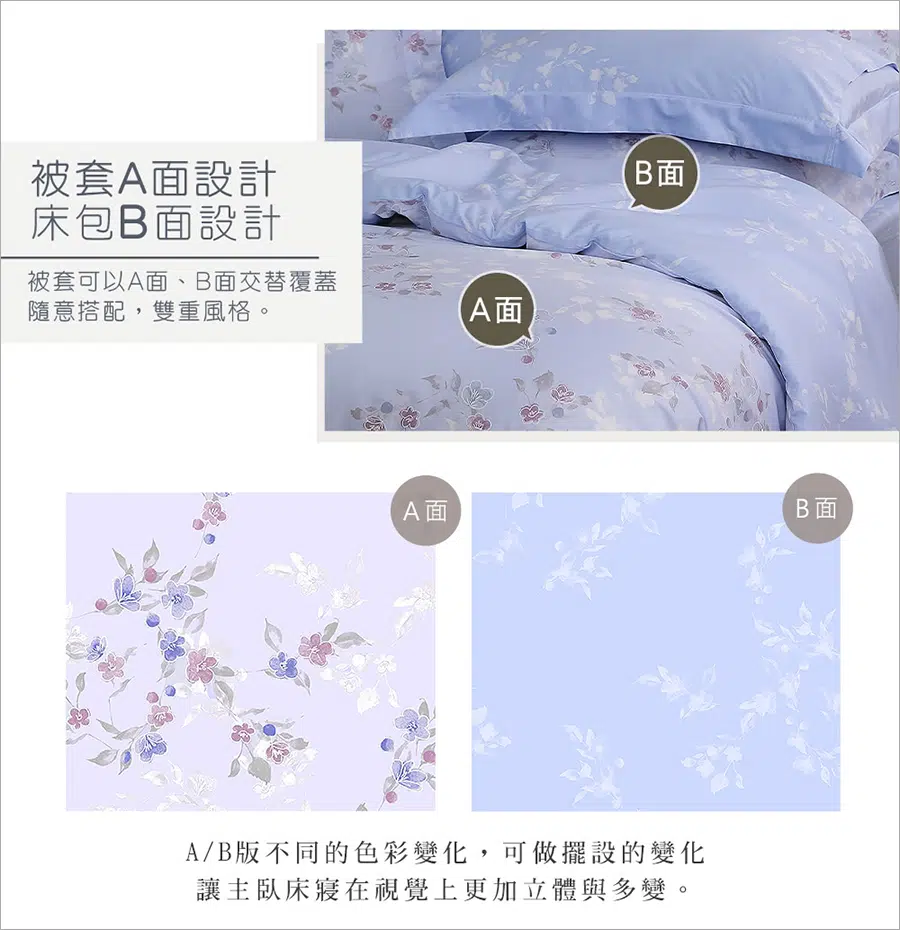 被套A面設計
床包B面設計
被套可以A面、B面交替覆蓋
隨意搭配，雙重風格。
B面
A面
A面
B面
A/B版不同的色彩變化，可做擺設的變化
讓主臥床寢在視覺上更加立體與多變。